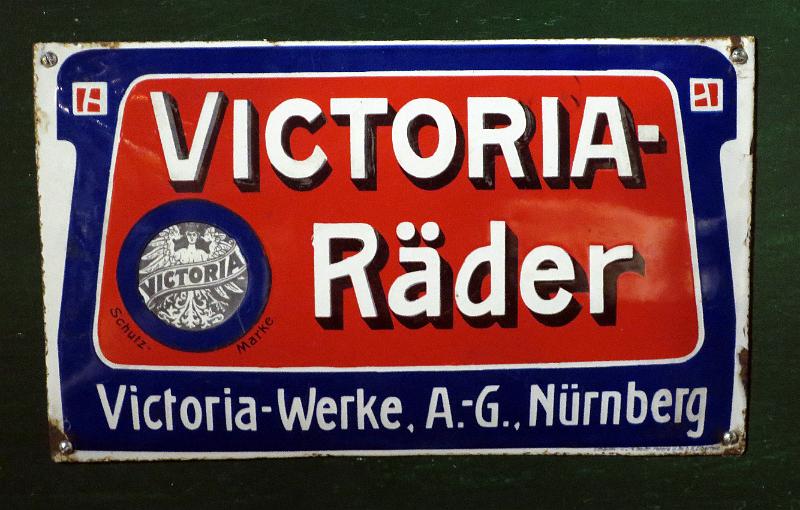 VICTORIA-
Räder
VICTORIA
Schutz-
Marke
Victoria-Werke, A.-G., Nürnberg